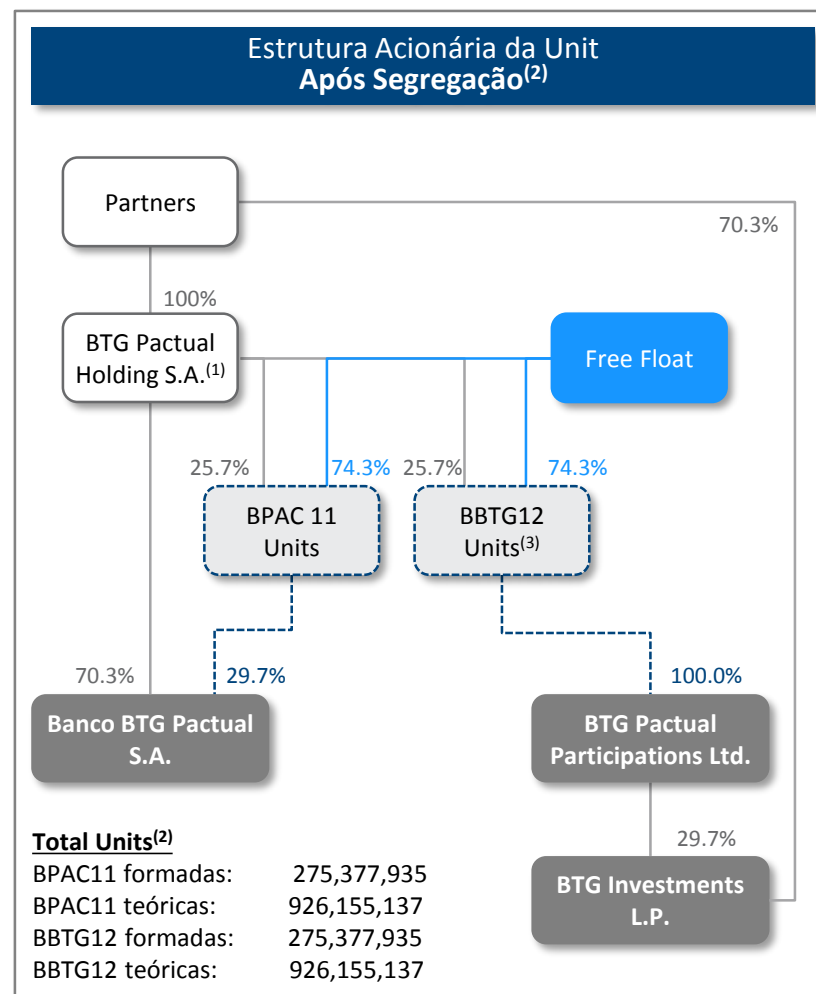 Estrutura Acionária da Unit
Após Segregação(2)
Partners
70.3%
100%
BTG Pactual
Holding S.A.(1)
Free Float
25.7% 74.3% 25.7% 74.3%
BPAC 11
Units
BBTG12
Units(3)
70.3% 29.7% 100.0%
Banco BTG Pactual
S.A.
BTG Pactual
Participations Ltd.
29.7%
BTG Investments
L.P.
Total Units(2)
BPAC11 formadas: 275,377,935
BPAC11 teóricas: 926,155,137
BBTG12 formadas: 275,377,935
BBTG12 teóricas: 926,155,137